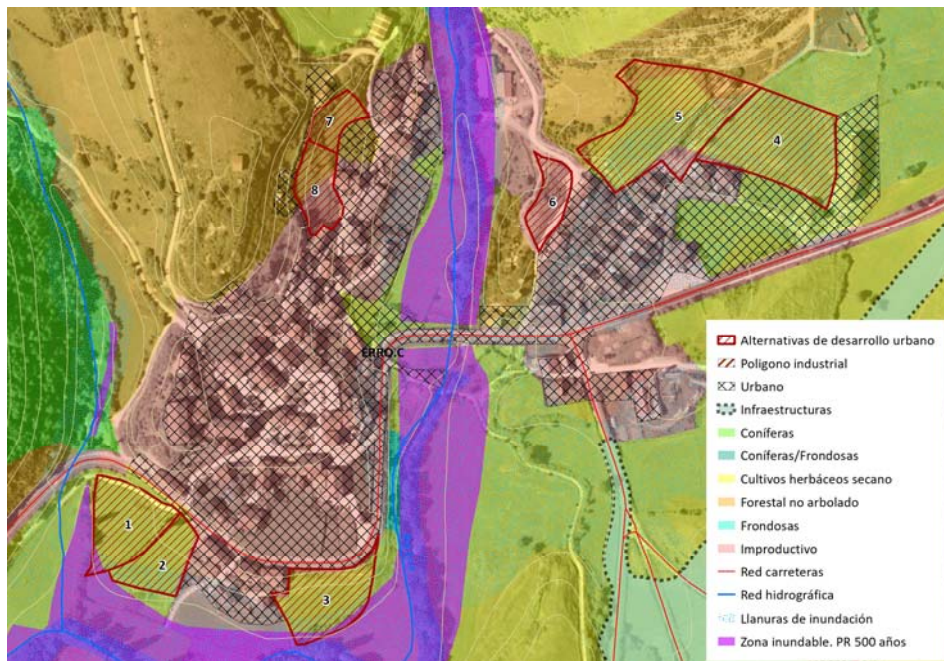 7
8
5
4
6
ERRO.C
1
2
3
Alternativas de desarrollo urbano
Poligono industrial
Urbano
Infraestructuras
Coníferas
Coníferas/Frondosas
Cultivos herbáceos secano
Forestal no arbolado
Frondosas
Improductivo
Red carreteras
Red hidrográfica
Llanuras de inundación
Zona inundable. PR 500 años